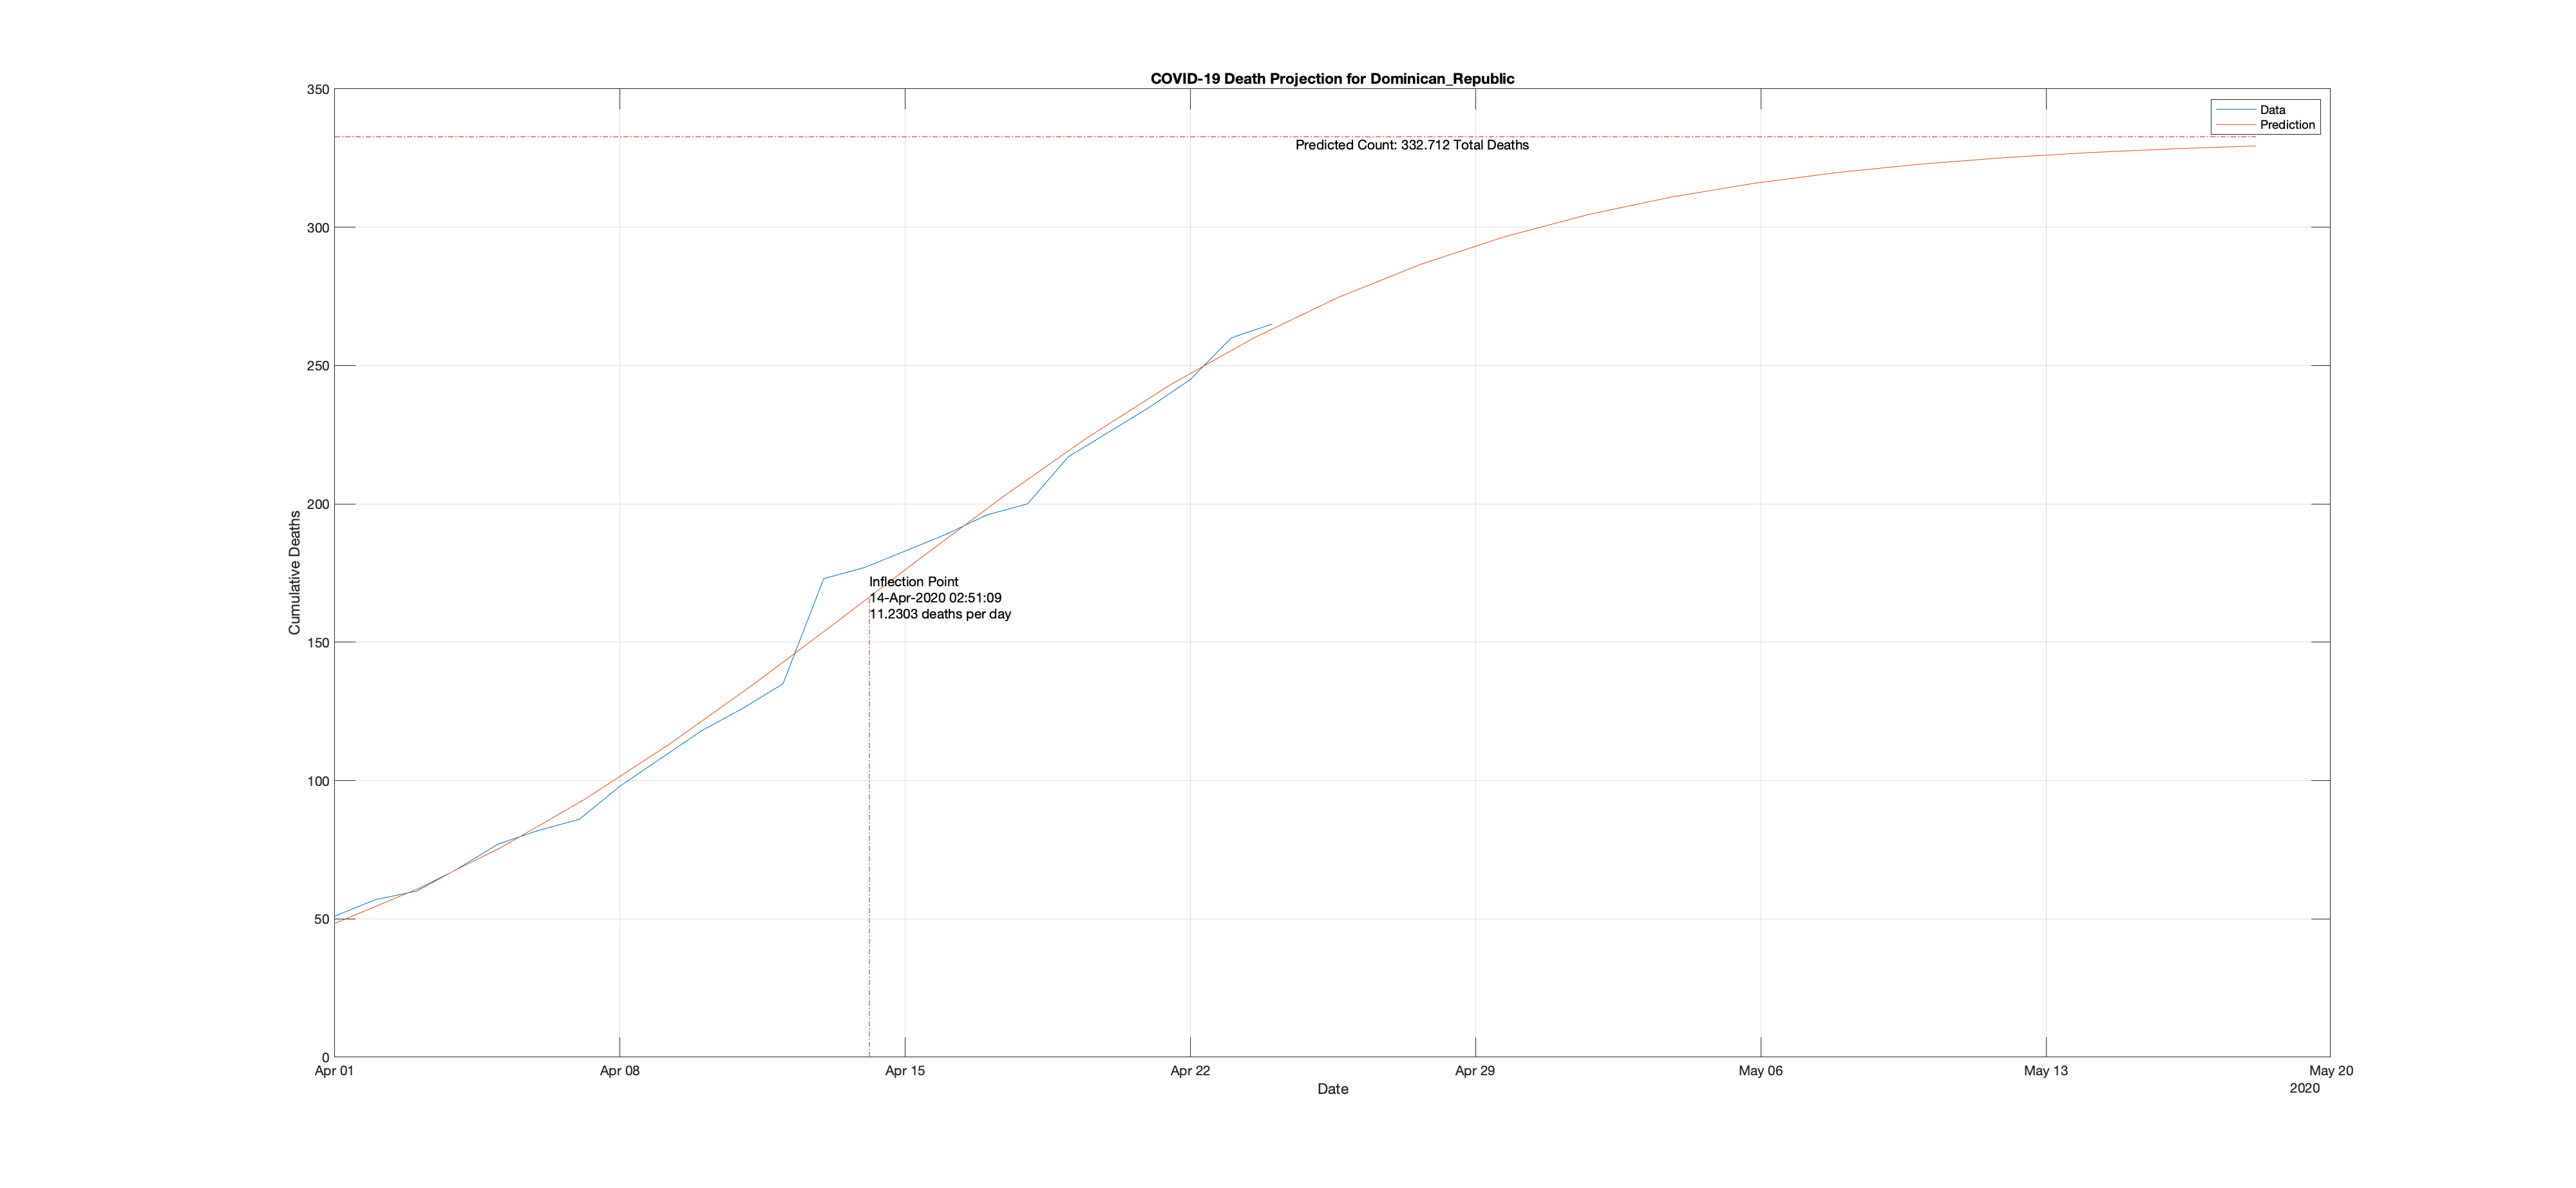 COVID-19 Death Projection for Dominican_Republic
350
300
250
200
150
100
50
0
Cumulative Deaths
Data
Prediction
Predicted Count: 332.712 Total Deaths
Inflection Point
14-Apr-2020 02:51:09
11.2303 deaths per day
Apr 01
Apr 08
Apr 15
Apr 22
Apr 29
May 06
May 13
May 20
2020
Date